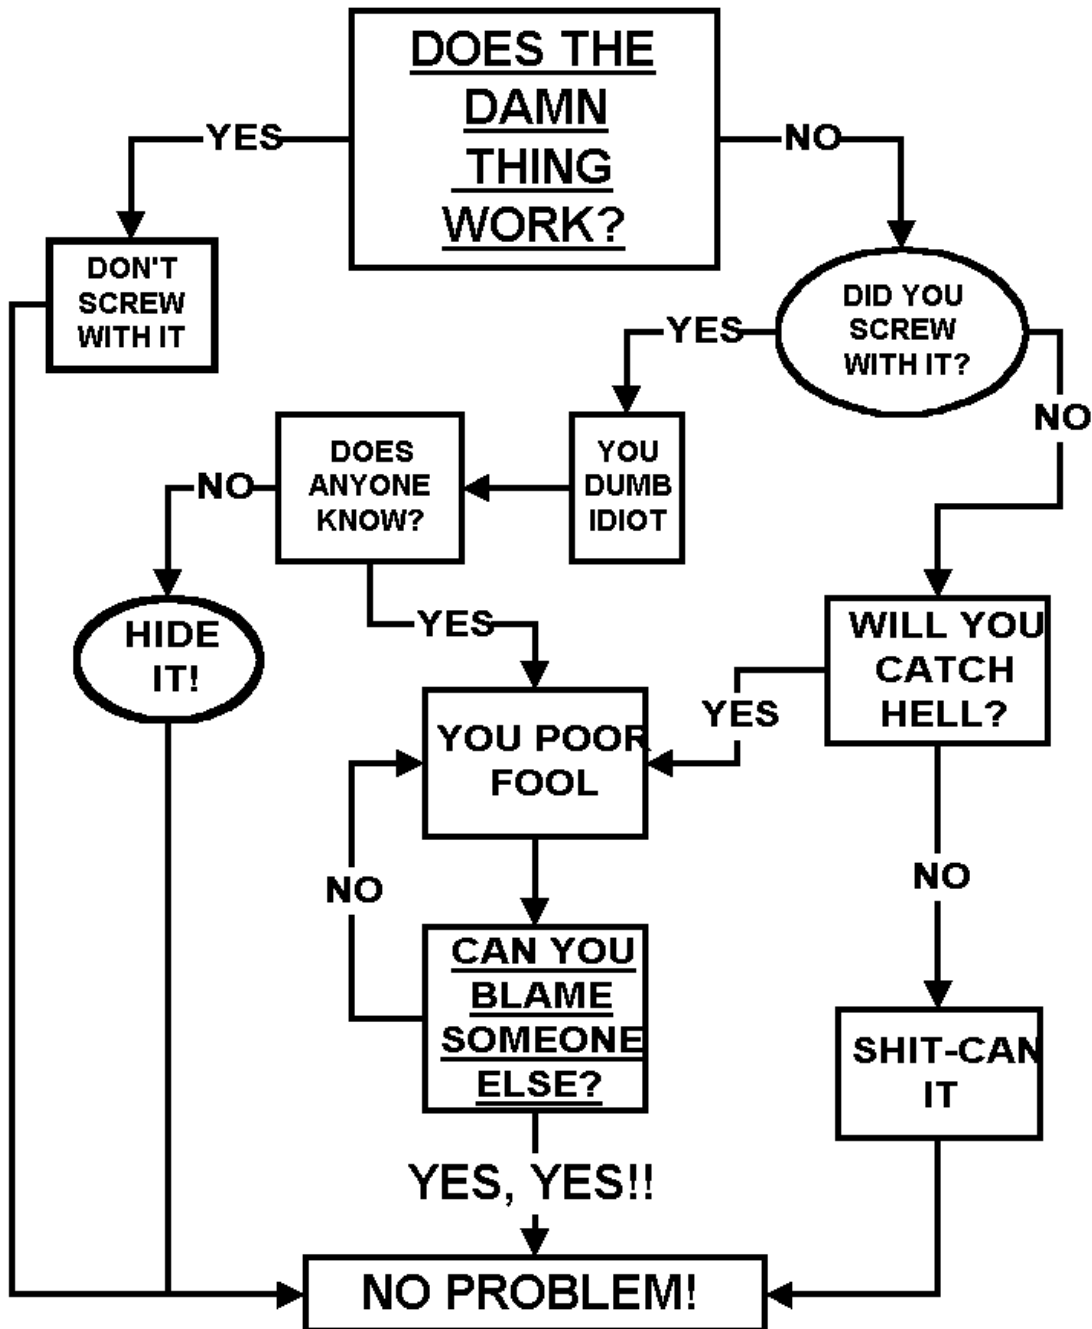 DOES THE
DAMN
THING
WORK?
YES
NO
DON'T
SCREW
WITH IT
DID YOU
SCREW
WITH IT?
YES
NO
YOU
DUMB
IDIOT
DOES
ANYONE
KNOW?
NO
YES
HIDE
IT!
WILL YOU
CATCH
HELL?
YES
NO
YOU POOR
FOOL
NO
CAN YOU
BLAME
SOMEONE
ELSE?
SHIT-CAN
IT
YES, YES!!
NO PROBLEM!